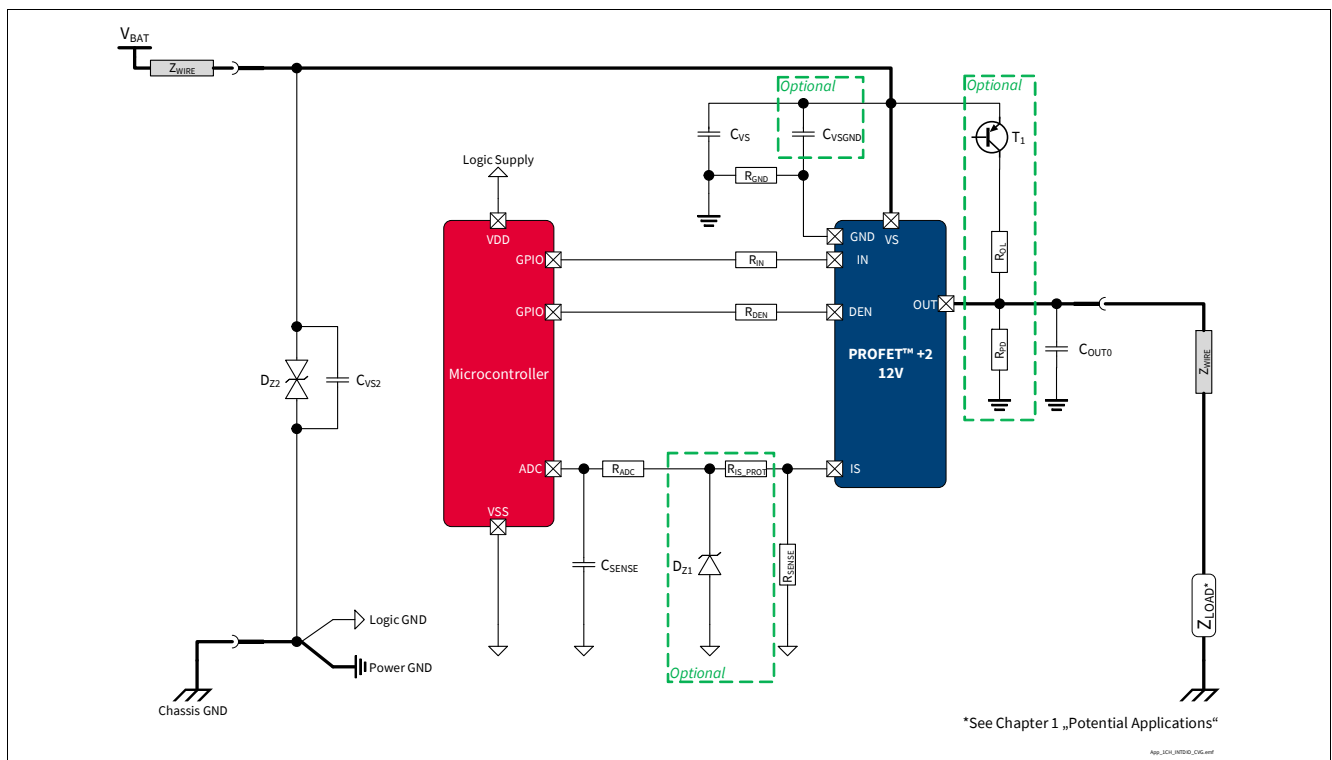 VBAT
ZWIRE
Optional
Optional
CVS
CVSGND
T1
Logic Supply
RGND
VDD
GND
VS
GPIO
RIN
IN
ROL
OUT
GPIO
RDEN
DEN
PROFET™ +2
12V
RPD
COUT0
ZWIRE
DZ2
CVS2
Microcontroller
ADC
RADC
RIS_PROT
IS
VSS
CSENSE
DZ1
RSENSE
ZLOAD*
Logic GND
Power GND
Optional
Chassis GND
*See Chapter 1 „Potential Applications“
App_1CH_INTDIO_CVG.emf